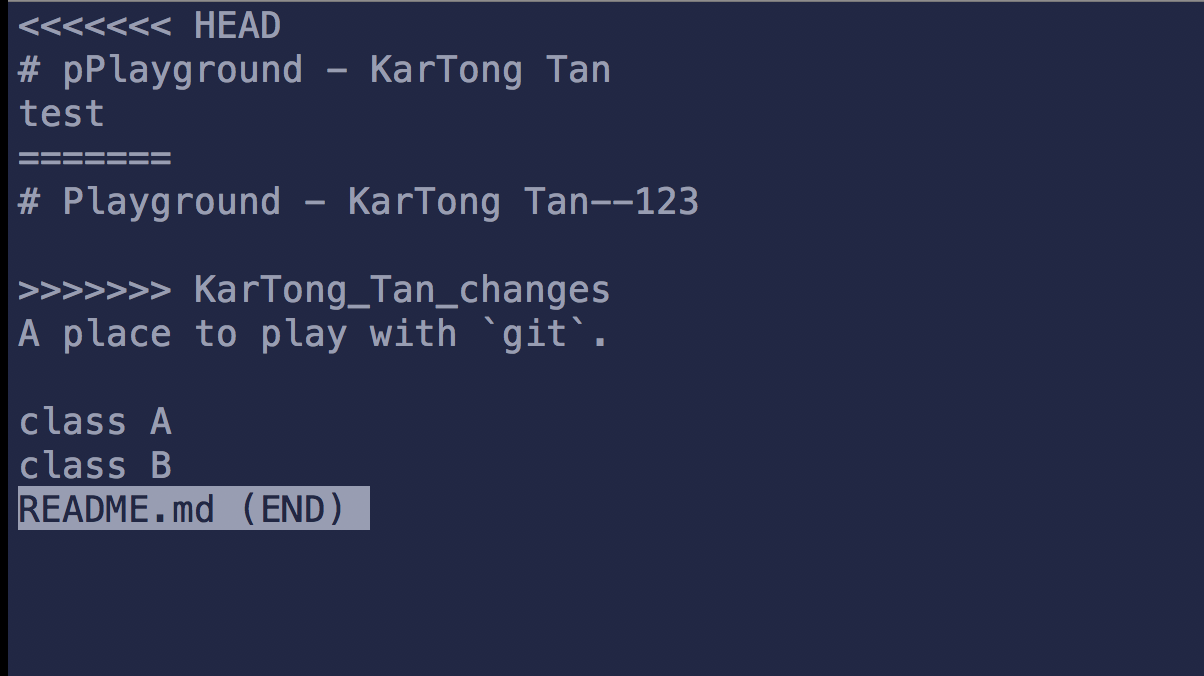 <<<<<<< HEAD
# pPlayground - KarTong Tan
test
=======
# Playground - KarTong Tan--123
>>>>>>> KarTong_Tan_changes
A place to play with `git`.
class A
class B
README.md (END)